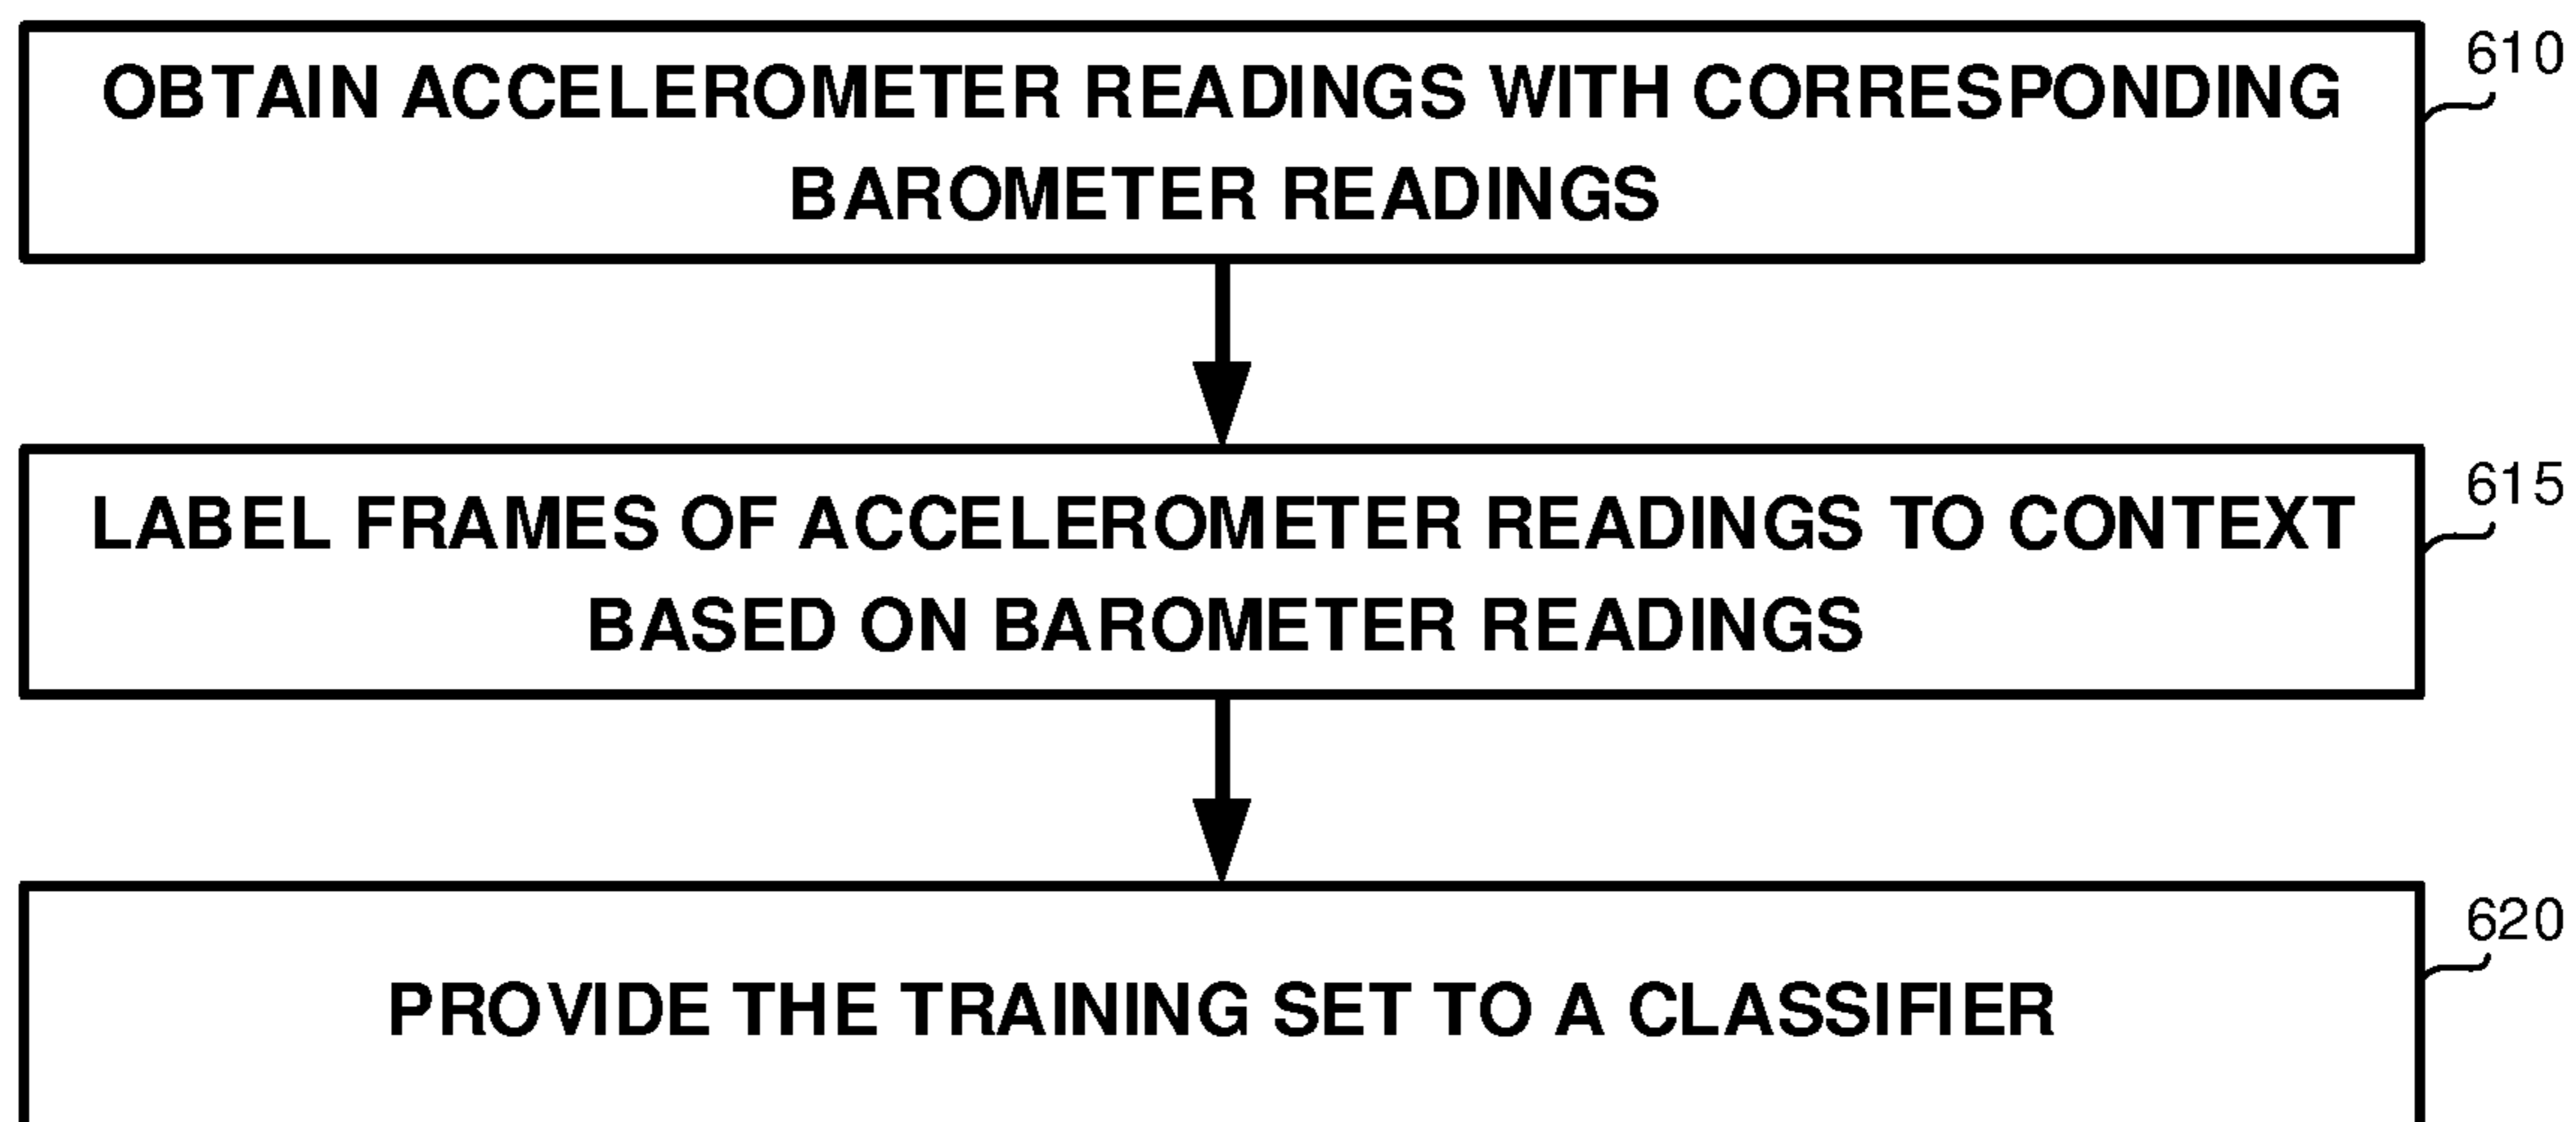 OBTAIN ACCELEROMETER READINGS WITH CORRESPONDING
BARометER READINGS
610
LABEL FRAMES OF ACCELEROMETER READINGS TO CONTEXT
BASED ON BAROMETER READINGS
615
PROVIDE THE TRAINING SET TO A CLASSIFIER
620